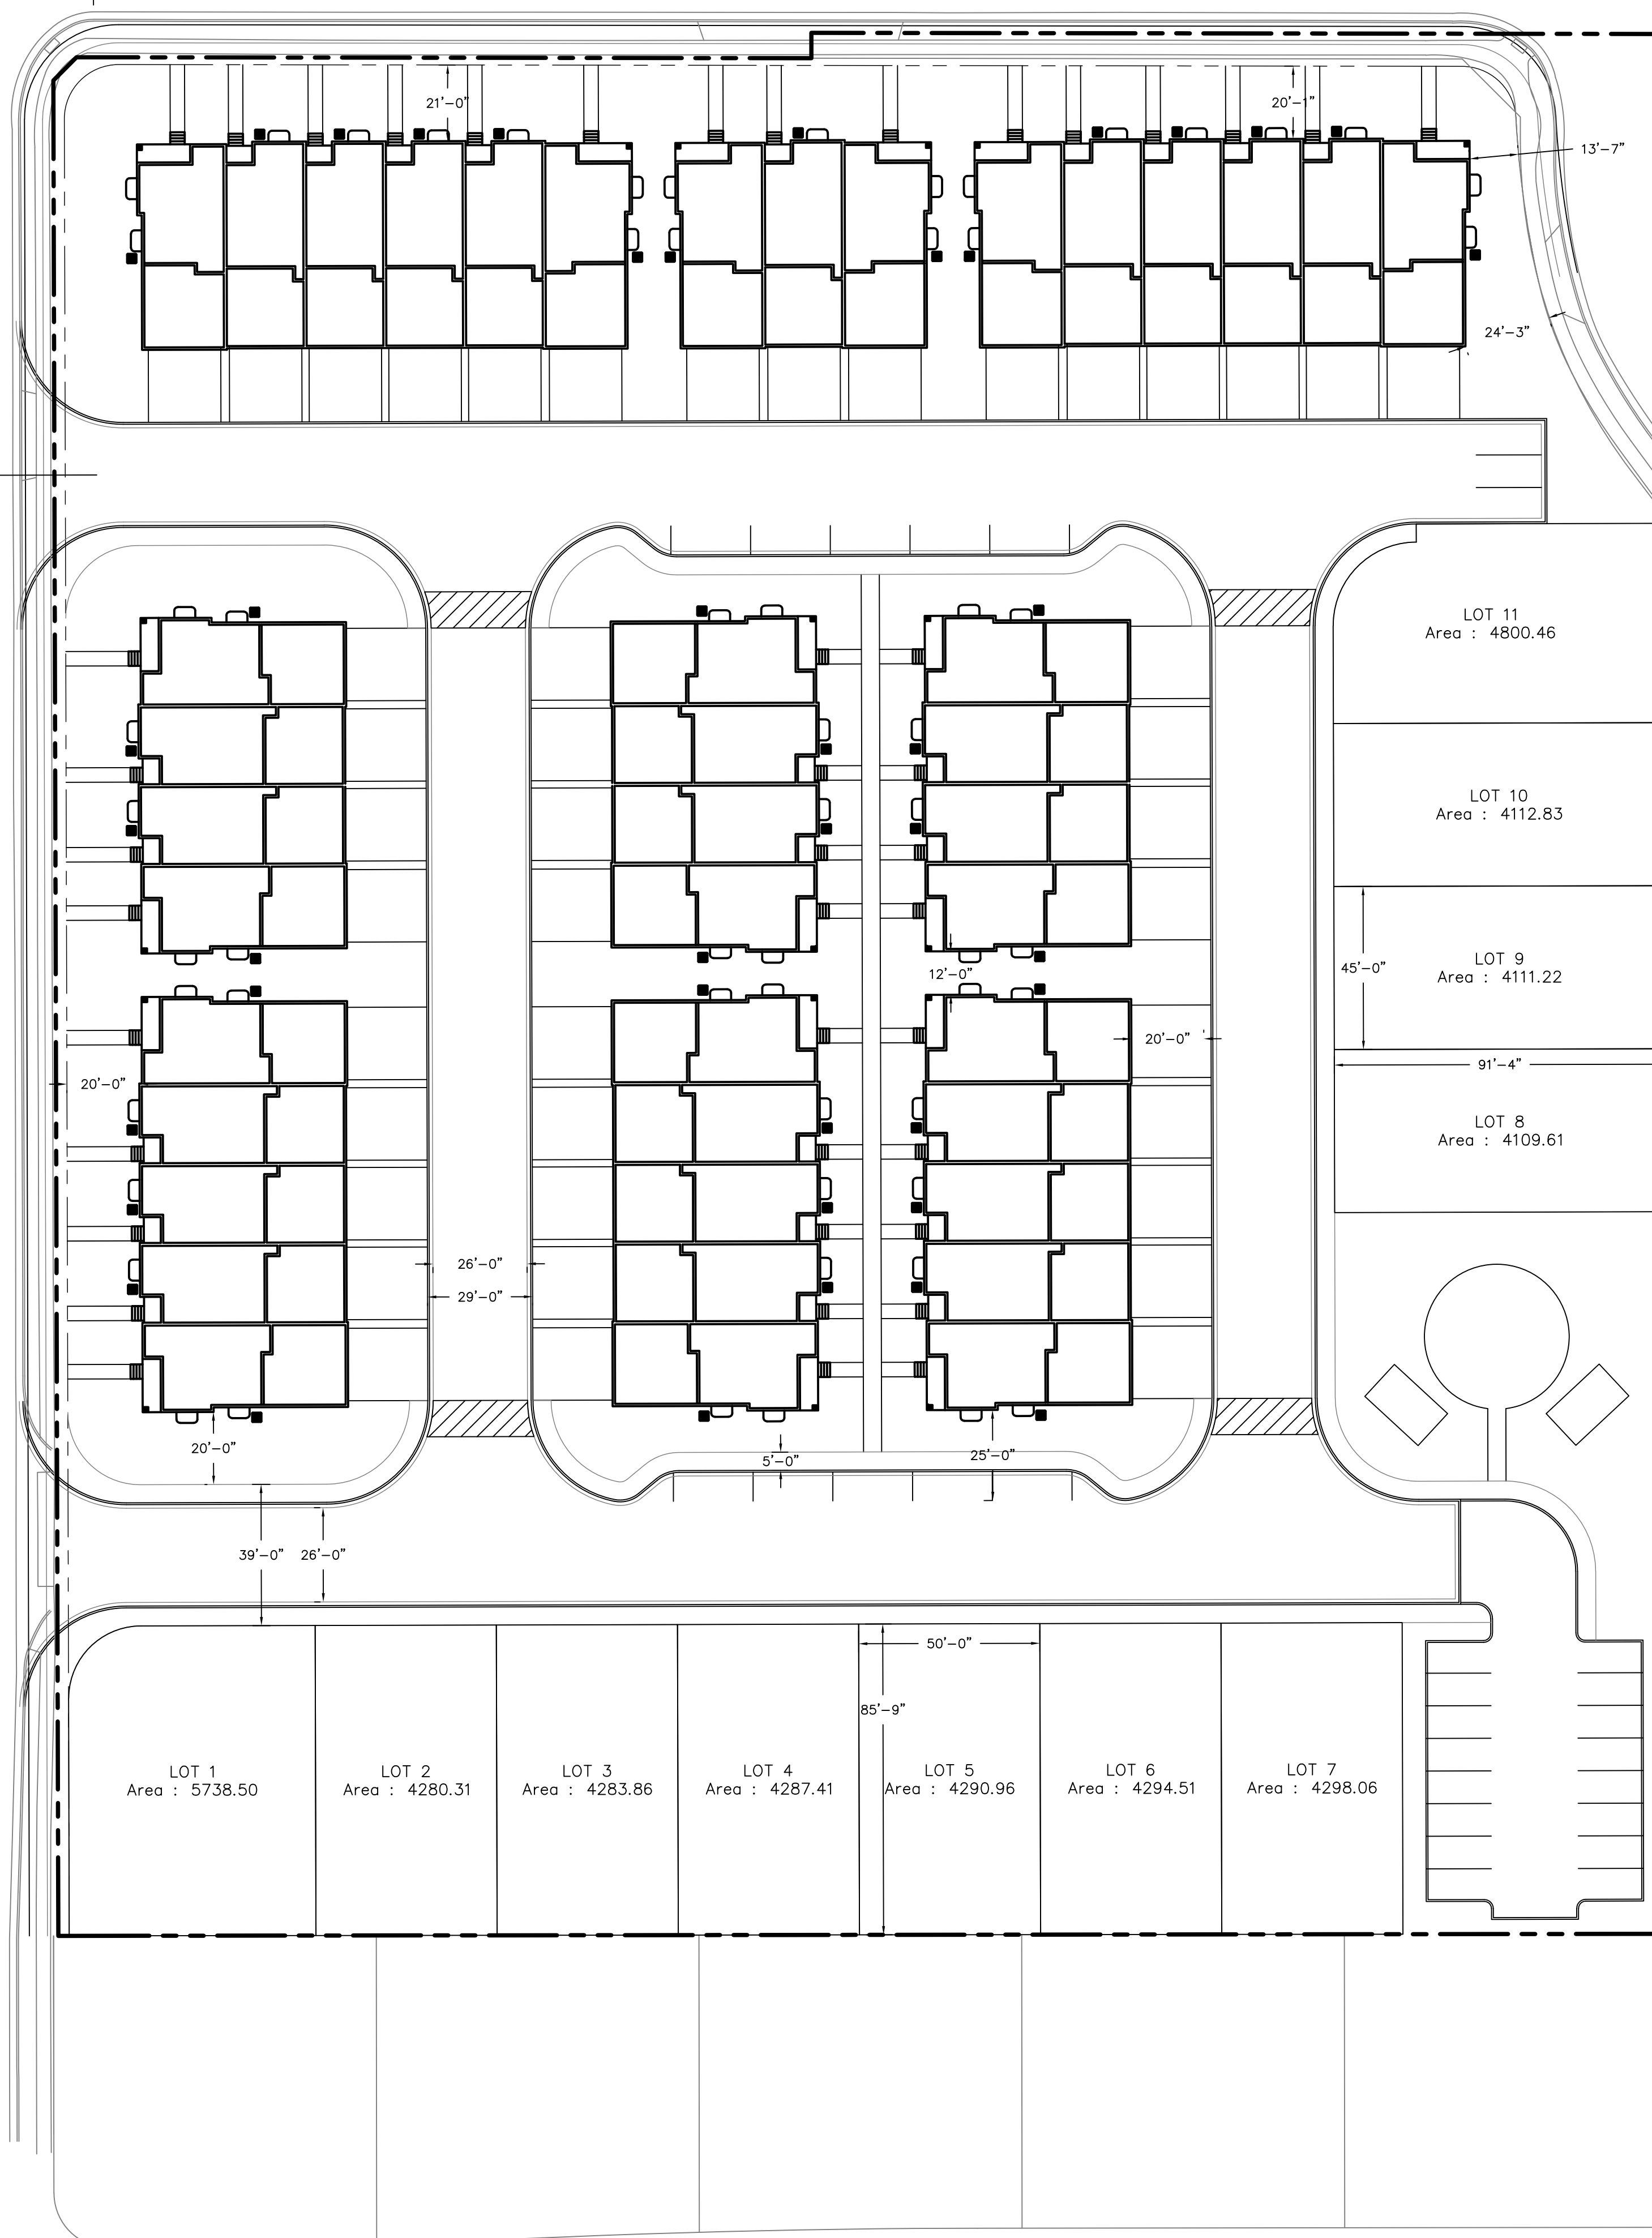 21'-0"
20'-1"
13'-7"
24'-3"
LOT 11
Area : 4800.46
LOT 10
Area : 4112.83
45'-0"
LOT 9
Area : 4111.22
12'-0"
20'-0"
91'-4"
20'-0"
LOT 8
Area : 4109.61
26'-0"
29'-0"
20'-0"
5'-0"
25'-0"
39'-0"
26'-0"
50'-0"
85'-9"
LOT 1
Area : 5738.50
LOT 2
Area : 4280.31
LOT 3
Area : 4283.86
LOT 4
Area : 4287.41
LOT 5
Area : 4290.96
LOT 6
Area : 4294.51
LOT 7
Area : 4298.06